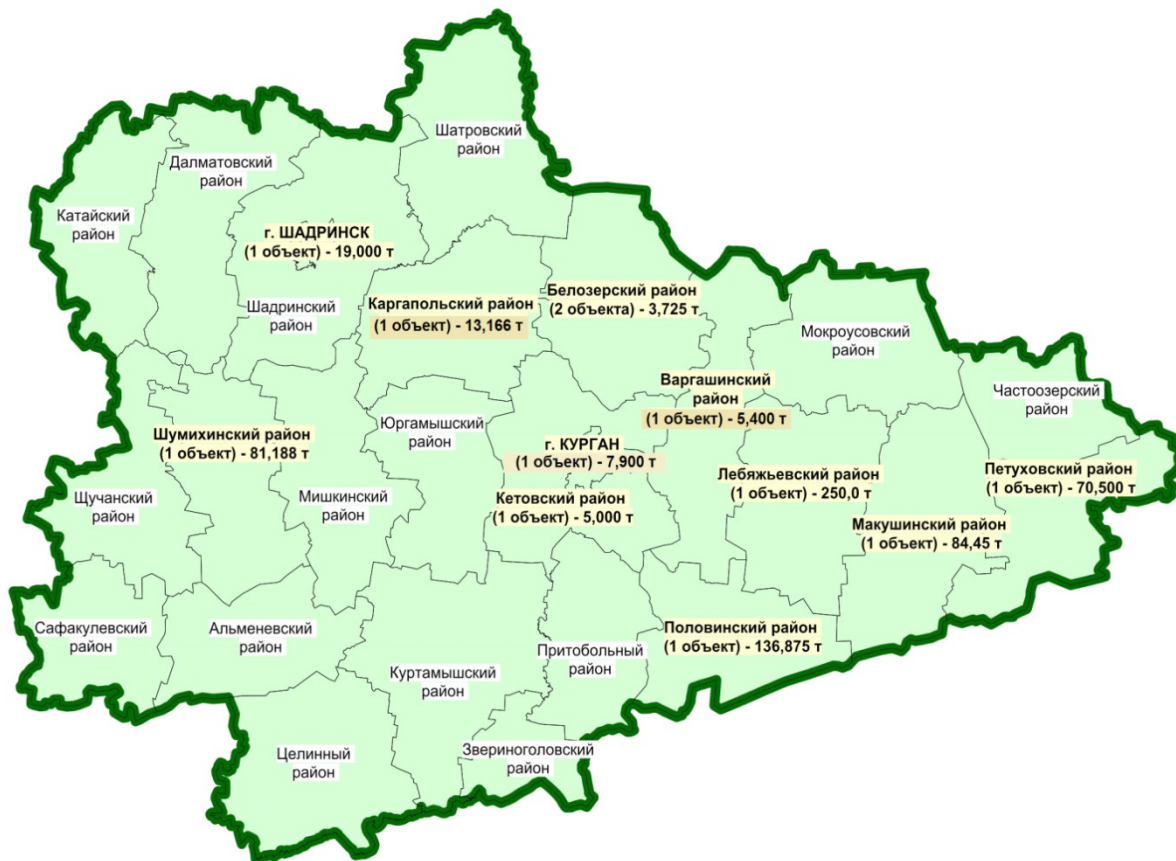 Шатровский
район
Далматовский
район
Катайский
район
г. ШАДРИНСК
(1 объект) - 19,000 т
Шадринский
район
Каргапольский район
(1 объект) - 13,166 т
Белозерский район
(2 объекта) - 3,725 т
Мокроусовский
район
Частоозерский
район
Варгашинский
район
(1 объект) - 5,400 т
Юргамышский
район
Шумихинский район
(1 объект) - 81,188 т
г. КУРГАН
(1 объект) - 7,900 т
Лебяжьевский район
(1 объект) - 250,0 т
Петуховский район
(1 объект) - 70,500 т
Щучанский
район
Мишкинский
район
Кетовский район
(1 объект) - 5,000 т
Макушинский район
(1 объект) - 84,45 т
Сафакулевский
район
Альменевский
район
Половинский район
(1 объект) - 136,875 т
Притобольный
район
Куртамышский
район
Целинный
район
Звериноголовский
район